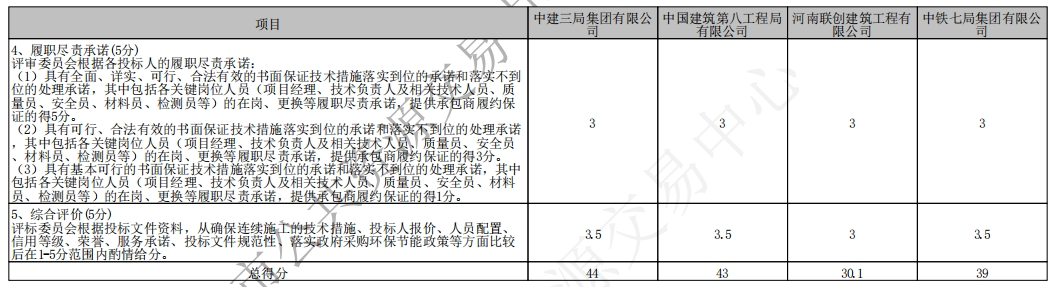 项目 中建三局集团有限公司 中国建筑第八工程局有限公司 河南联创建筑工程有限公司 中铁七局集团有限公司
4、履职尽责承诺(5分)
评审委员会根据各投标人的履职尽责承诺:
（1）具有全面、详实、可行、合法有效的书面保证技术措施落实到位的承诺和落实不到
位的处理承诺，其中包括各关键岗位人员（项目经理、技术负责人及相关技术人员、质
量员、安全员、材料员、检测员等）的在岗、更换等履职尽责承诺，提供承包商履约保
证的得5分。
（2）具有可行、合法有效的书面保证技术措施落实到位的承诺和落实不到位的处理承诺
，其中包括各关键岗位人员（项目经理、技术负责人及相关技术人员、质量员、安全员
、材料员、检测员等）的在岗、更换等履职尽责承诺，提供承包商履约保证的得3分。
（3）具有基本可行的书面保证技术措施落实到位的承诺和落实不到位的处理承诺，其中
包括各关键岗位人员（项目经理、技术负责人及相关技术人员、质量员、安全员、材料
员、检测员等）的在岗、更换等履职尽责承诺，提供承包商履约保证的得1分。
3 3 3 3
5、综合评价(5分)
评标委员会根据投标文件资料，从确保连续施工的技术措施、投标人报价、人员配置、
信用等级、荣誉、服务承诺、投标文件规范性、落实政府采购环保节能政策等方面比较
后在1-5分范围内酌情给分。
3.5 3.5 3 3.5
总得分 44 43 30.1 39
市公共资源交易中心
源交易中心